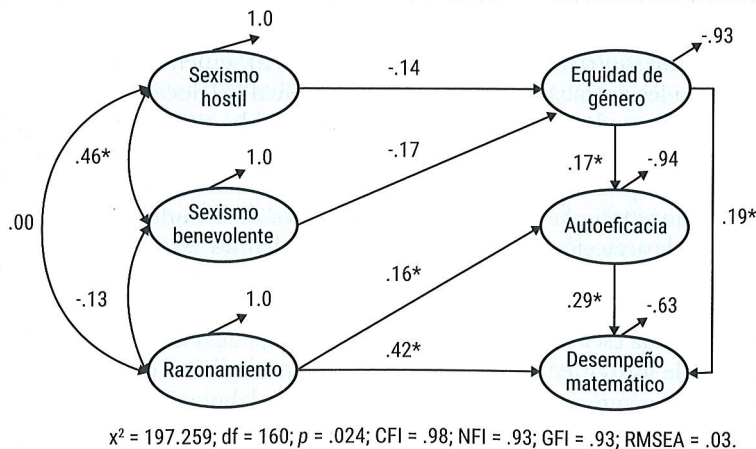 1.0
-.93
Sexismo
hostil
-.14
Equidad de
género
.46*
1.0
-.17
.17*
-.94
.00
Sexismo
benevolente
Autoeficacia
.19*
-.13
1.0
.16*
.29*
-.63
Razonamiento
.42*
Desempeño
matemático
x² = 197.259; df = 160; p = .024; CFI = .98; NFI = .93; GFI = .93; RMSEA = .03.